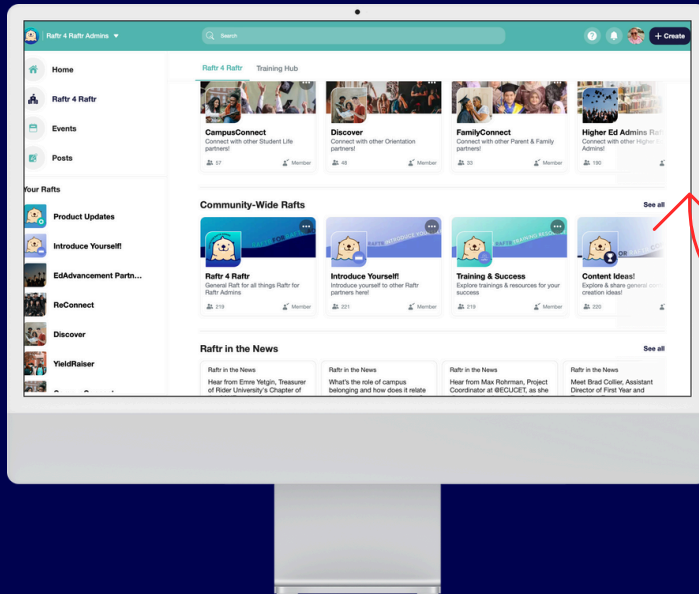 Raftr 4 Raftr Admins
Search
+ Create
Home
Raftr 4 Raftr
Events
Posts
Your Rafts
Product Updates
Introduce Yourself!
EdAdvancement Partn...
ReConnect
Discover
YieldRaiser
Raftr 4 Raftr
Training Hub
CampusConnect
Connect with other Student Life
partners!
57
Member
Discover
Connect with other Orientation
partners!
48
Member
FamilyConnect
Connect with other Parent & Family
partners!
33
Member
Higher Ed Admins
Connect with other
Admins!
180
Community-Wide Rafts
See all
Raftr 4 Raftr
General Raft for all things Raftr for
Raftr Admins
219
Member
Introduce Yourself!
Introduce yourself to other Raftr
partners here!
221
Member
Training & Success
Explore trainings & resources for your
success
219
Member
Content Ideas!
Explore & share general
creation ideas!
220
Raftr in the News
See all
Raftr in the News
Hear from Emre Yetgin, Treasurer
of Rider University's Chapter of
Raftr in the News
What's the role of campus
belonging and how does it relate
Raftr in the News
Hear from Max Rohrman, Project
Coordinator at @ECUCET, as she
Raftr in the News
Meet Brad Collier, Assistant
Director of First Year and